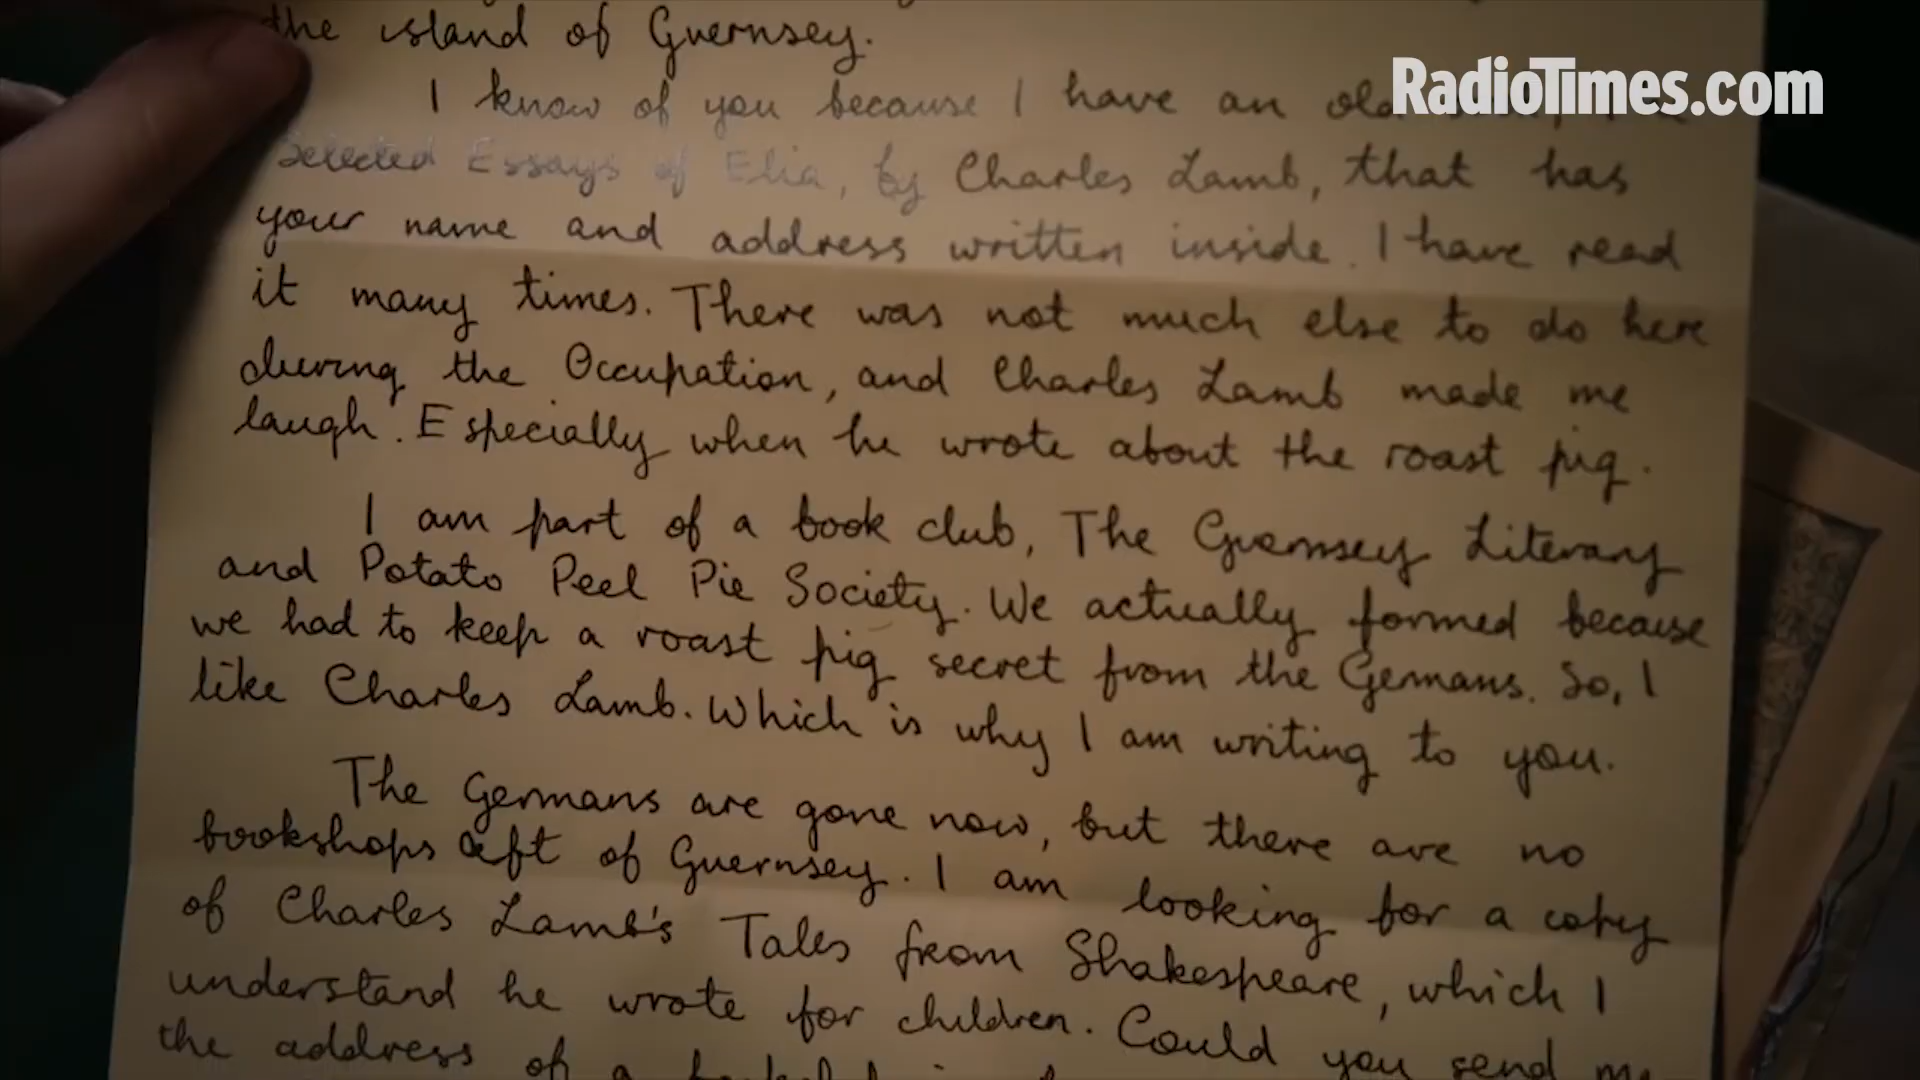 the island of Guernsey.
RadioTimes.com
I know of you because I have an old
Selected Essays of Elia, by Charles Lamb, that has
your name and address written inside. I have read
it many times. There was not much else to do here
during the Occupation, and Charles Lamb made me
laugh. Especially when he wrote about the roast pig.
I am part of a book club, The Guernsey Literary
and Potato Peel Pie Society. We actually formed because
we had to keep a roast pig secret from the Germans. So, I
like Charles Lamb. Which is why I am writing to you.
The Germans are gone now, but there are no
bookshops left of Guernsey. I am looking for a copy
of Charles Lamb's Tales from Shakespeare, which I
understand he wrote for children. Could you send me
the address of a